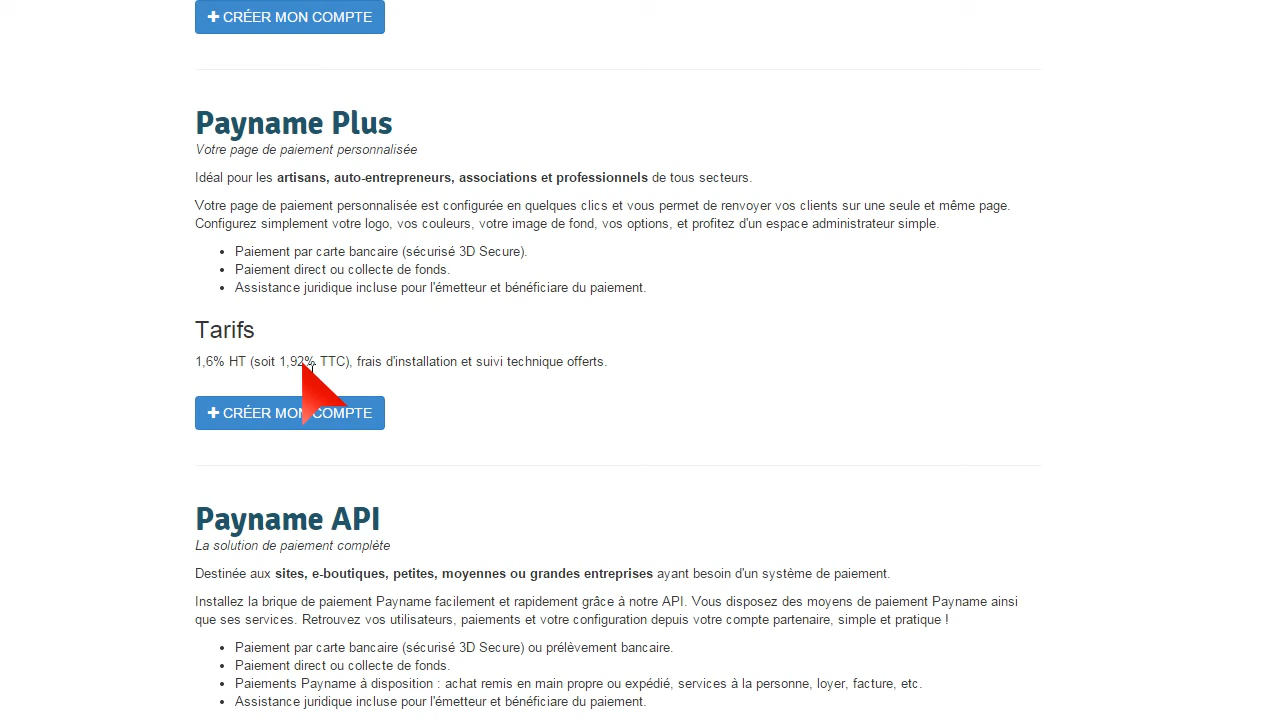 CRÉER MON COMPTE
Payname Plus
Votre page de paiement personnalisée
Idéal pour les artisans, auto-entrepreneurs, associations et professionnels de tous secteurs.
Votre page de paiement personnalisée est configurée en quelques clics et vous permet de renvoyer vos clients sur une seule et même page.
Configurez simplement votre logo, vos couleurs, votre image de fond, vos options, et profitez d'un espace administrateur simple.
• Paiement par carte bancaire (sécurisé 3D Secure).
• Paiement direct ou collecte de fonds.
• Assistance juridique incluse pour l'émetteur et bénéficiare du paiement.
Tarifs
1,6% HT (soit 1,92% TTC), frais d'installation et suivi technique offerts.
CRÉER MON COMPTE
Payname API
La solution de paiement complète
Destinée aux sites, e-boutiques, petites, moyennes ou grandes entreprises ayant besoin d'un système de paiement.
Installez la brique de paiement Payname facilement et rapidement grâce à notre API. Vous disposez des moyens de paiement Payname ainsi
que ses services. Retrouvez vos utilisateurs, paiements et votre configuration depuis votre compte partenaire, simple et pratique !
• Paiement par carte bancaire (sécurisé 3D Secure) ou prélèvement bancaire.
• Paiement direct ou collecte de fonds.
• Paiements Payname à disposition : achat remis en main propre ou expédié, services à la personne, loyer, facture, etc.
• Assistance juridique incluse pour l'émetteur et bénéficiare du paiement.